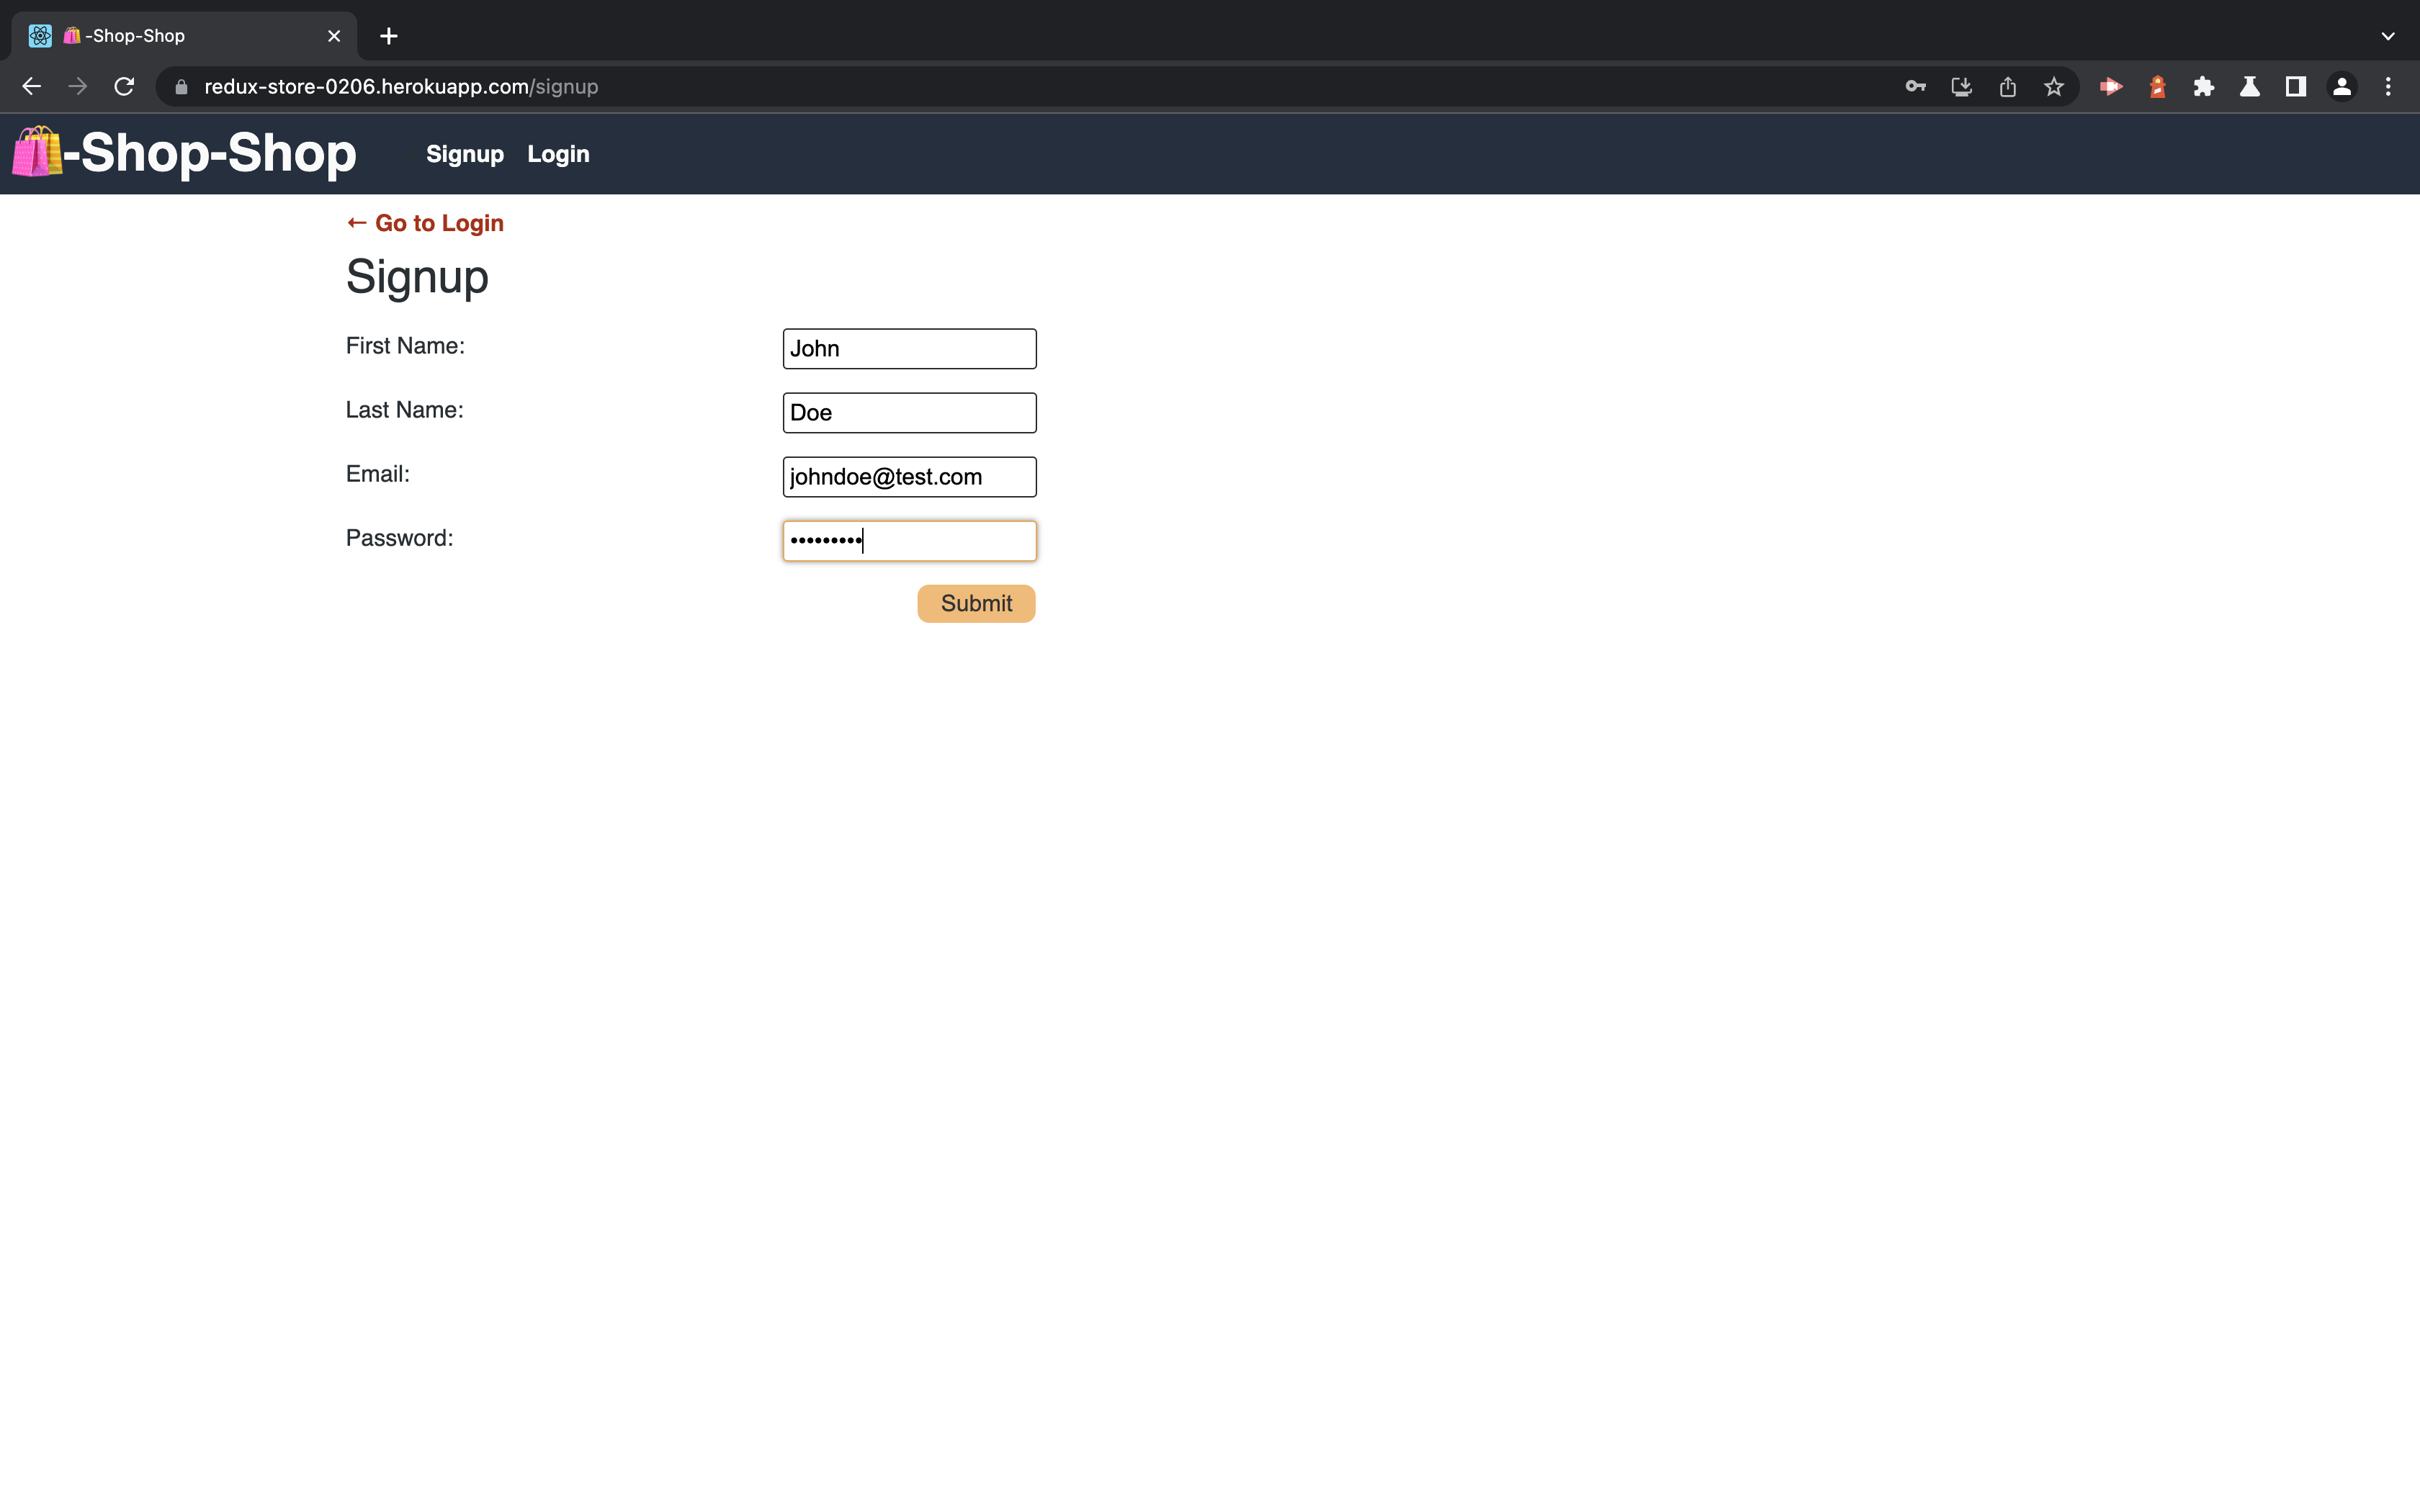 🛍️-Shop-Shop
redux-store-0206.herokuapp.com/signup
🛍️-Shop-Shop Signup Login
← Go to Login
Signup
First Name: John
Last Name: Doe
Email: johndoe@test.com
Password: •••••••••
Submit